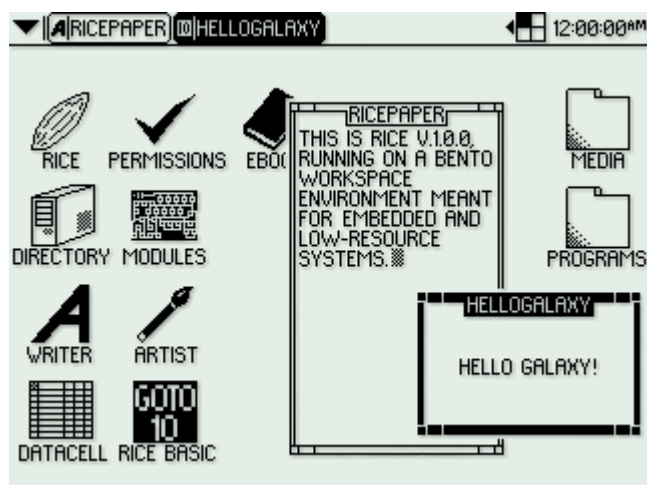 A RICEPAPER 10 HELLOGALAXY 12:00:00AM
RICE PERMISSIONS MEDIA
DIRECTORY MODULES PROGRAMS
WRITER ARTIST
GOTO
10
DATACELL RICE BASIC
RICEPAPER
THIS IS RICE V.1.0.0,
RUNNING ON A BENTO
WORKSPACE
ENVIRONMENT MEANT
FOR EMBEDDED AND
LOW-RESOURCE
SYSTEMS.
HELLOGALAXY
HELLO GALAXY!